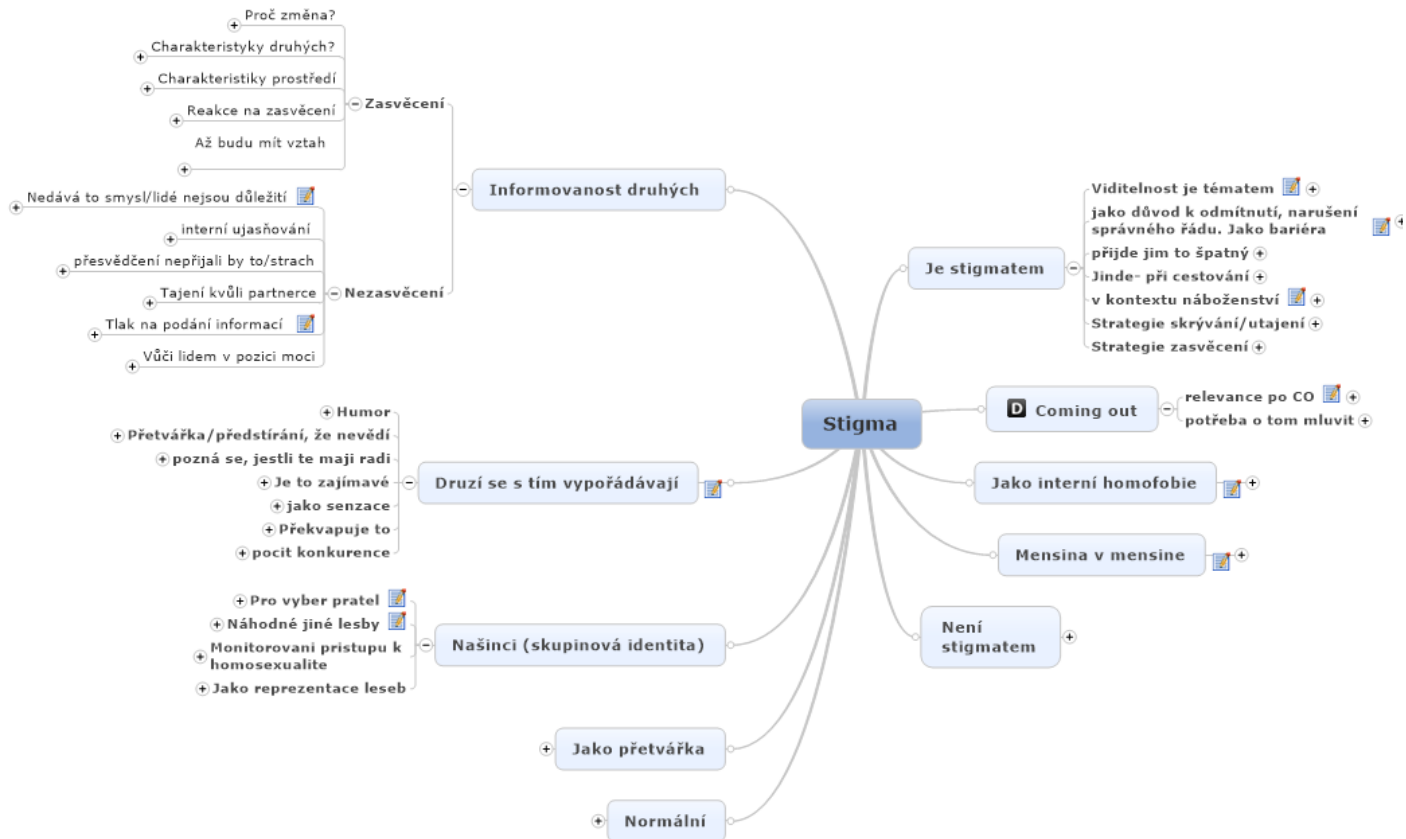 Proč změna?
Charakteristyky druhých?
Charakteristiky prostředí
Reakce na zasvěcení
Až budu mít vztah
Zasvěcení
Nedává to smysl/lidé nejsou důležití
interní ujasňování
přesvědčení nepřijali by to/strach
Tajení kvůli partnerce
Tlak na podání informací
Vůči lidem v pozici moci
Nezasvěcení
Informovanost druhých
Humor
Přetvářka/předstírání, že nevědí
pozná se, jestli te maji radi
Je to zajímavé
jako senzace
Překvapuje to
pocit konkurence
Druzí se s tím vypořádávají
Pro vyber pratel
Náhodné jiné lesby
Monitorovani pristupu k
homosexualite
Jako reprezentace leseb
Našinci (skupinová identita)
Jako přetvářka
Normální
Stigma
Je stigmatem
Viditelnost je tématem
jako důvod k odmítnutí, narušení
správného řádu. Jako bariéra
přijde jim to špatný
Jinde- při cestování
v kontextu náboženství
Strategie skrývání/utajení
Strategie zasvěcení
D Coming out
relevance po CO
potřeba o tom mluvit
Jako interní homofobie
Mensina v mensine
Není
stigmatem